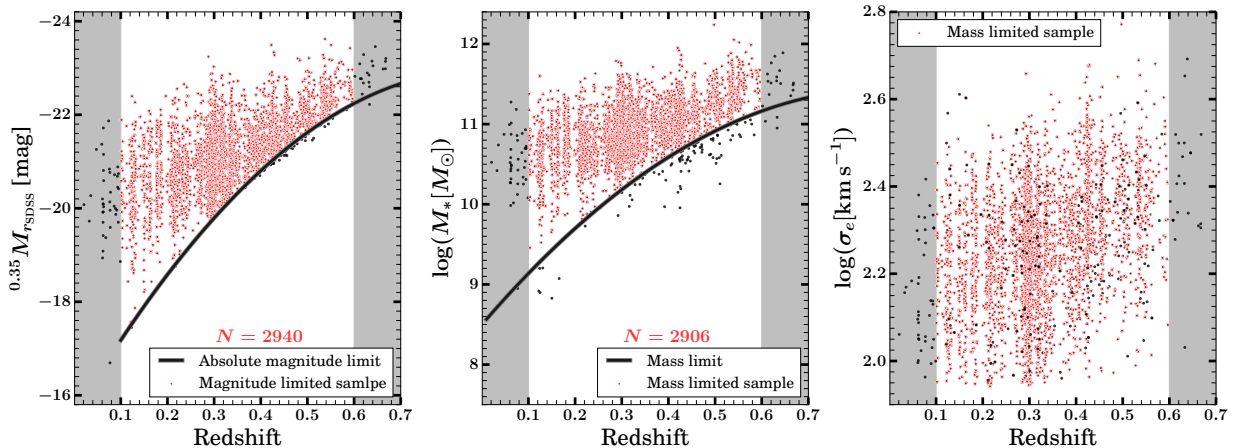 −24
−22
−20
−18
−16
0.1 0.2 0.3 0.4 0.5 0.6 0.7
Redshift
^{0.35}M_{r_{SDSS}} [mag]
N = 2940
Absolute magnitude limit
Magnitude limited samlpe
12
11
10
9
8
0.1 0.2 0.3 0.4 0.5 0.6 0.7
Redshift
log(M_*[M_⊙])
N = 2906
Mass limit
Mass limited sample
2.8
2.6
2.4
2.2
2.0
0.1 0.2 0.3 0.4 0.5 0.6 0.7
Redshift
log(σ_e[km s^{−1}])
Mass limited sample